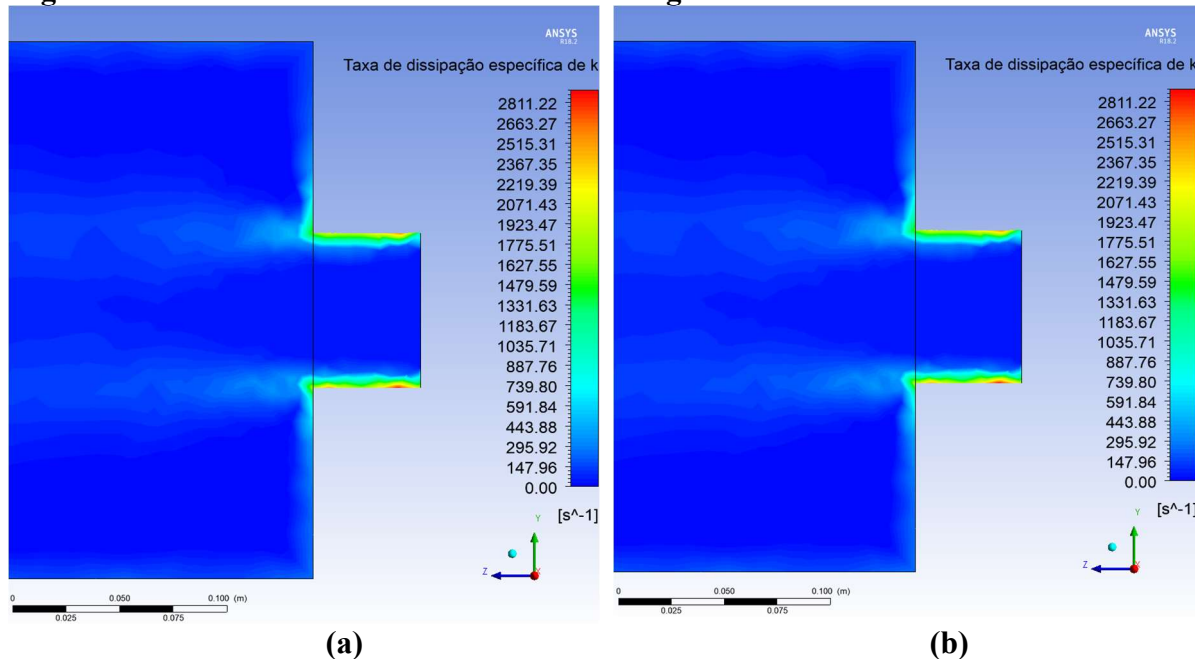 ANSYS
R18.2
Taxa de dissipação específica de k
2811.22
2663.27
2515.31
2367.35
2219.39
2071.43
1923.47
1775.51
1627.55
1479.59
1331.63
1183.67
1035.71
887.76
739.80
591.84
443.88
295.92
147.96
0.00
[s^-1]
Y
Z
X
0 0.050 0.100 (m)
0.025 0.075
(a)
ANSYS
R18.2
Taxa de dissipação específica de k
2811.22
2663.27
2515.31
2367.35
2219.39
2071.43
1923.47
1775.51
1627.55
1479.59
1331.63
1183.67
1035.71
887.76
739.80
591.84
443.88
295.92
147.96
0.00
[s^-1]
Y
Z
X
0 0.050 0.100 (m)
0.025 0.075
(b)